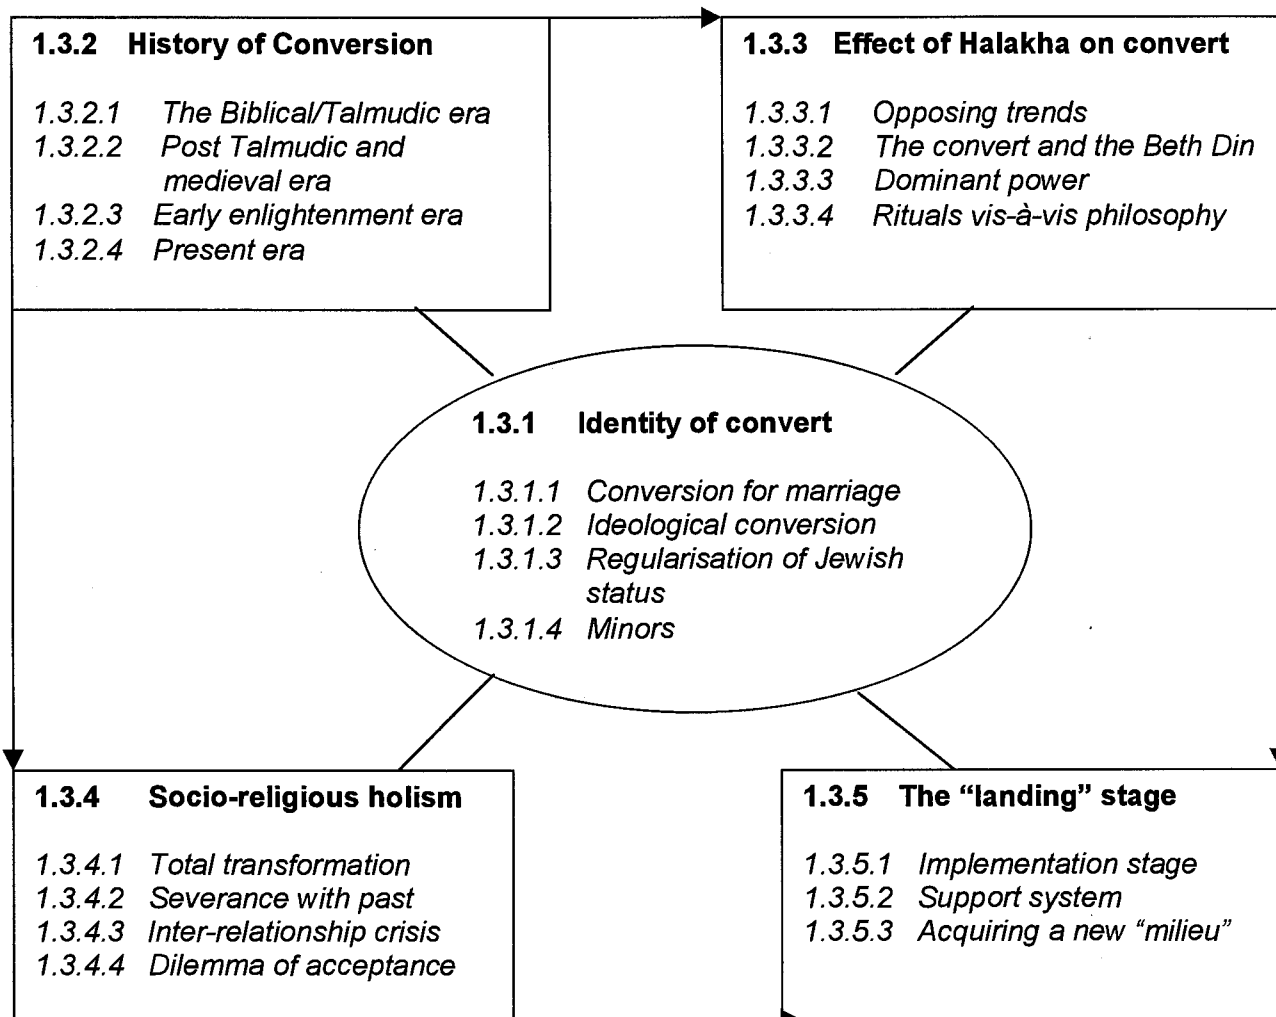 1.3.2 History of Conversion
1.3.2.1 The Biblical/Talmudic era
1.3.2.2 Post Talmudic and
medieval era
1.3.2.3 Early enlightenment era
1.3.2.4 Present era
1.3.3 Effect of Halakha on convert
1.3.3.1 Opposing trends
1.3.3.2 The convert and the Beth Din
1.3.3.3 Dominant power
1.3.3.4 Rituals vis-à-vis philosophy
1.3.1 Identity of convert
1.3.1.1 Conversion for marriage
1.3.1.2 Ideological conversion
1.3.1.3 Regularisation of Jewish
status
1.3.1.4 Minors
1.3.4 Socio-religious holism
1.3.4.1 Total transformation
1.3.4.2 Severance with past
1.3.4.3 Inter-relationship crisis
1.3.4.4 Dilemma of acceptance
1.3.5 The “landing” stage
1.3.5.1 Implementation stage
1.3.5.2 Support system
1.3.5.3 Acquiring a new “milieu”